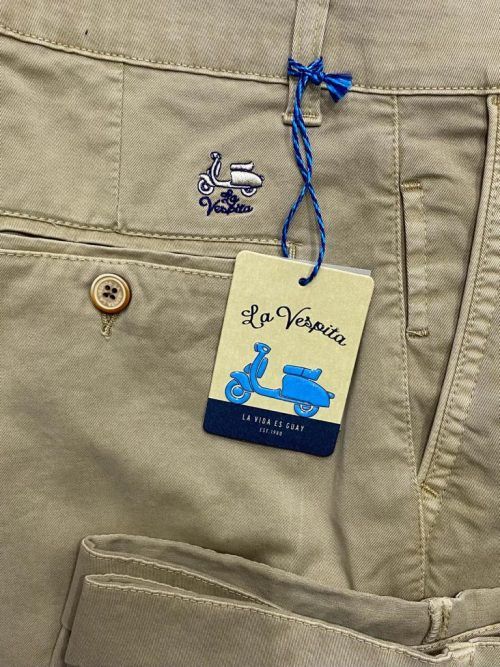 La
Vespita
La Vespita
LA VIDA ES GUAY
EST. 1980